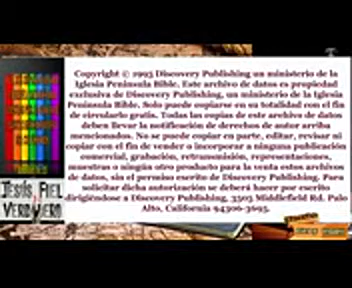 Copyright © 1995 Discovery Publishing un ministerio de la
Iglesia Peninsula Bible. Este archivo de datos es propiedad
exclusiva de Discovery Publishing, un ministerio de la Iglesia
Peninsula Bible. Solo puede copiarse en su totalidad con el fin
de circularlo gratis. Todas las copias de este archivo de datos
deben llevar la notificación de derechos de autor arriba
mencionados. No se puede copiar en parte, editar, revisar ni
copiar con el fin de vender o incorporar a ninguna publicación
comercial, grabación, retransmisión, representaciones,
muestras o ningún otro producto para la venta estos archivos
de datos, sin el permiso escrito de Discovery Publishing. Para
solicitar dicha autorización se deberá hacer por escrito
dirigiéndose a Discovery Publishing, 3505 Middlefield Rd. Palo
Alto, California 94306-3695.
JESÚS FIEL
VERDADERO